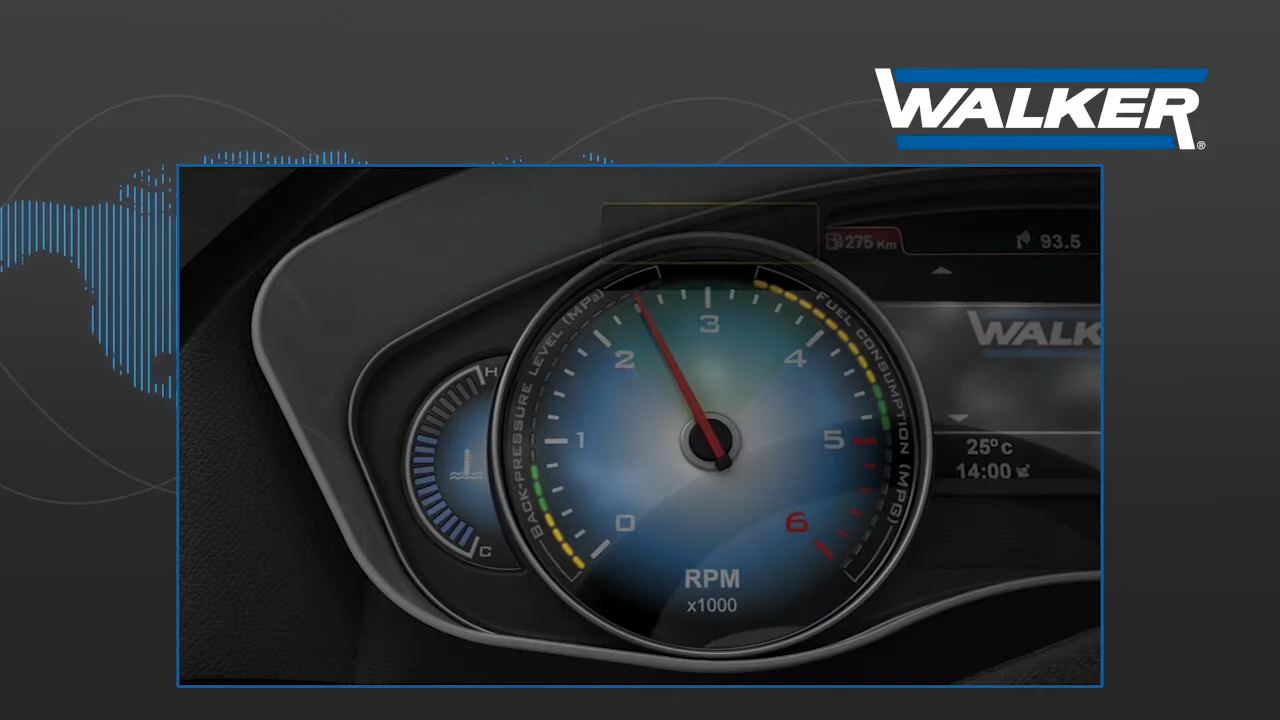 WALKER®
275 Km
93.5
BACK-PRESSURE LEVEL (MPa)
FUEL CONSUMPTION (MPG)
WALK
H
C
0
1
2
3
4
5
6
RPM
x1000
25°c
14:00